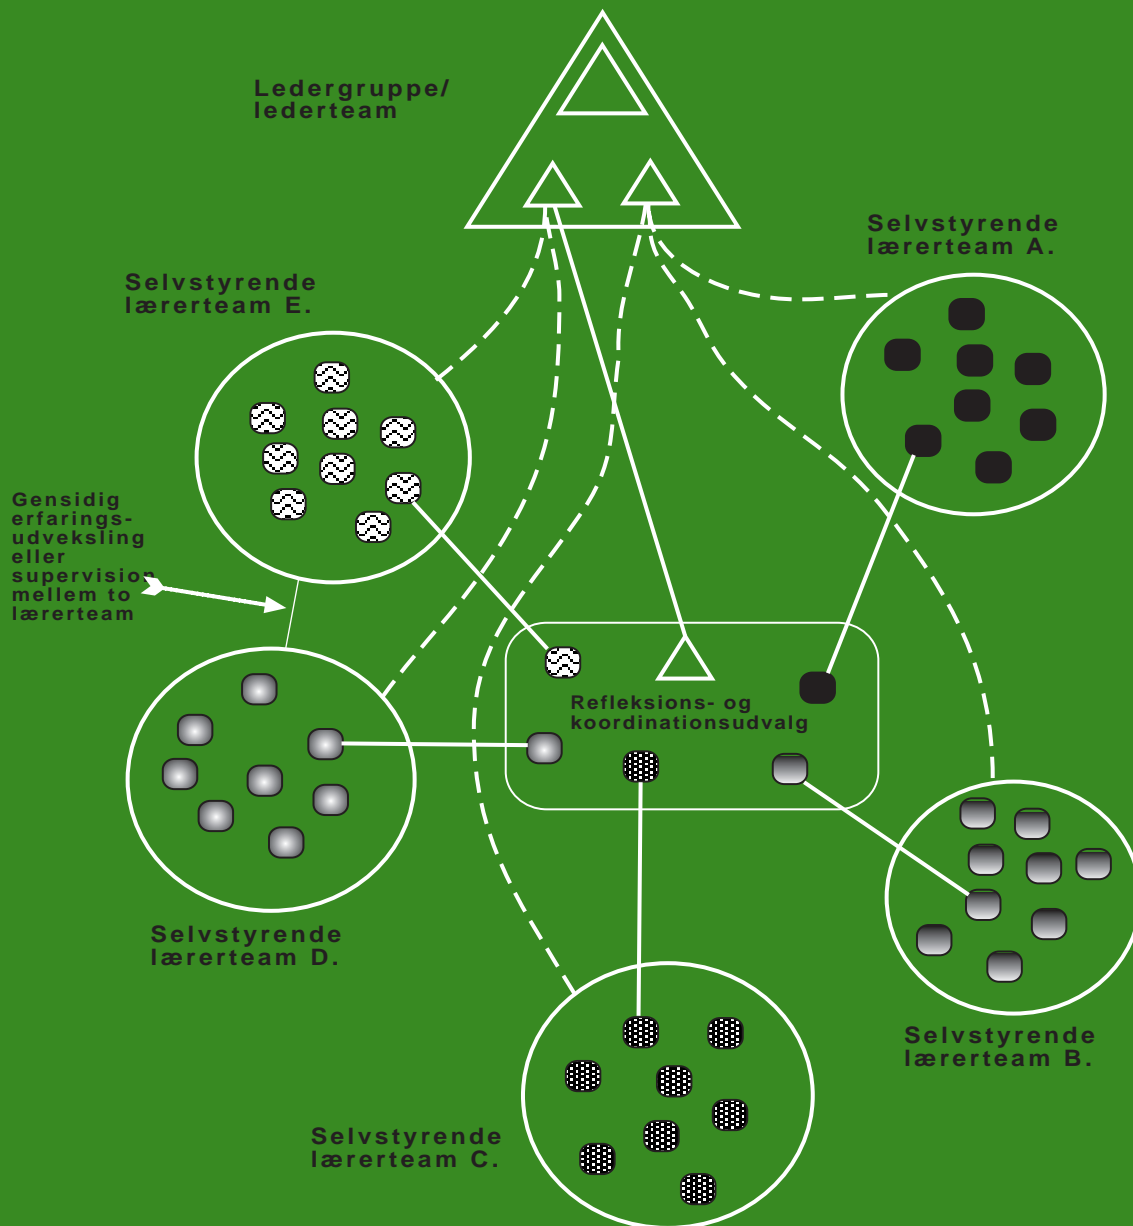 Ledergruppe/
lederteam
Selvstyrende
lærerteam A.
Selvstyrende
lærerteam E.
Gensidig
erfarings-
udveksling
eller
supervision
mellem to
lærerteam
Refleksions- og
koordinationsudvalg
Selvstyrende
lærerteam D.
Selvstyrende
lærerteam B.
Selvstyrende
lærerteam C.